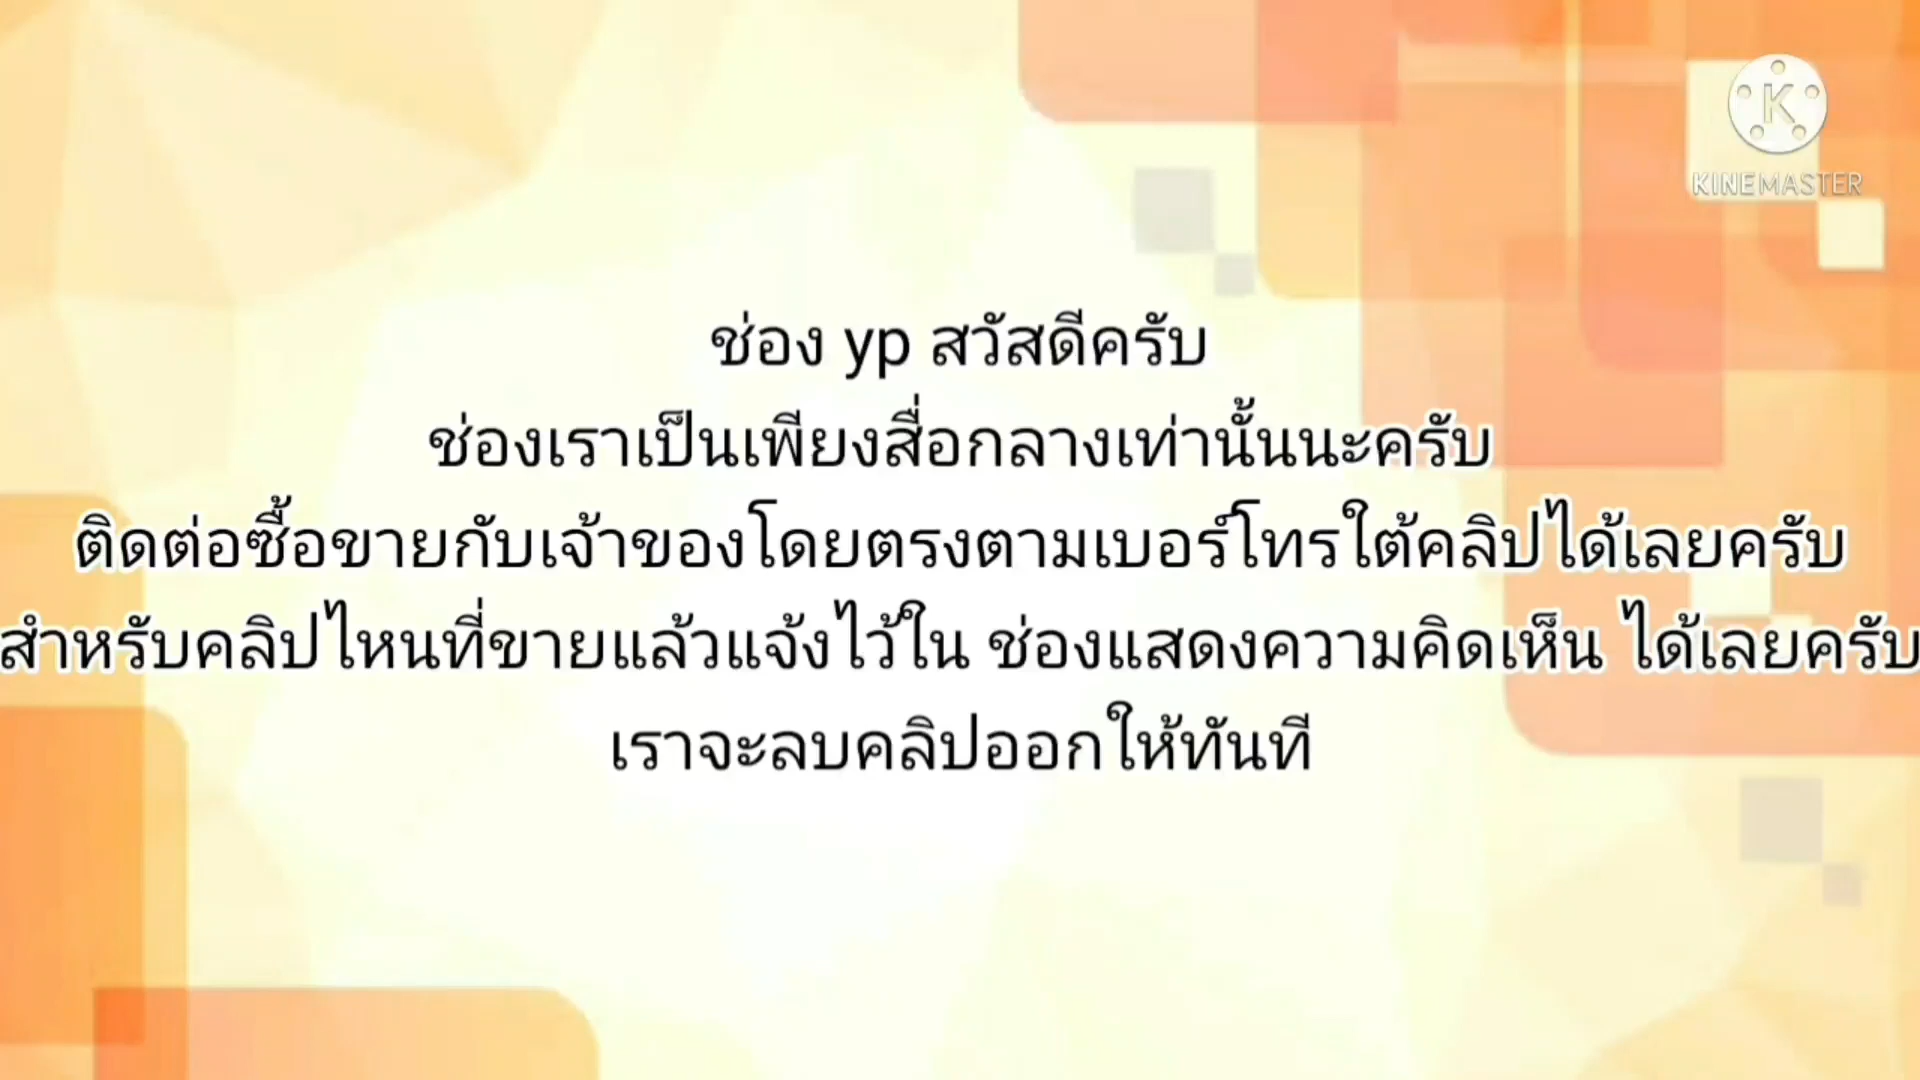 KINEMASTER
ช่อง yp สวัสดีครับ
ช่องเราเป็นเพียงสื่อกลางเท่านั้นนะครับ
ติดต่อซื้อขายกับเจ้าของโดยตรงตามเบอร์โทรใต้คลิปได้เลยครับ
สำหรับคลิปไหนที่ขายแล้วแจ้งไว้ใน ช่องแสดงความคิดเห็น ได้เลยครับ
เราจะลบคลิปออกให้ทันที